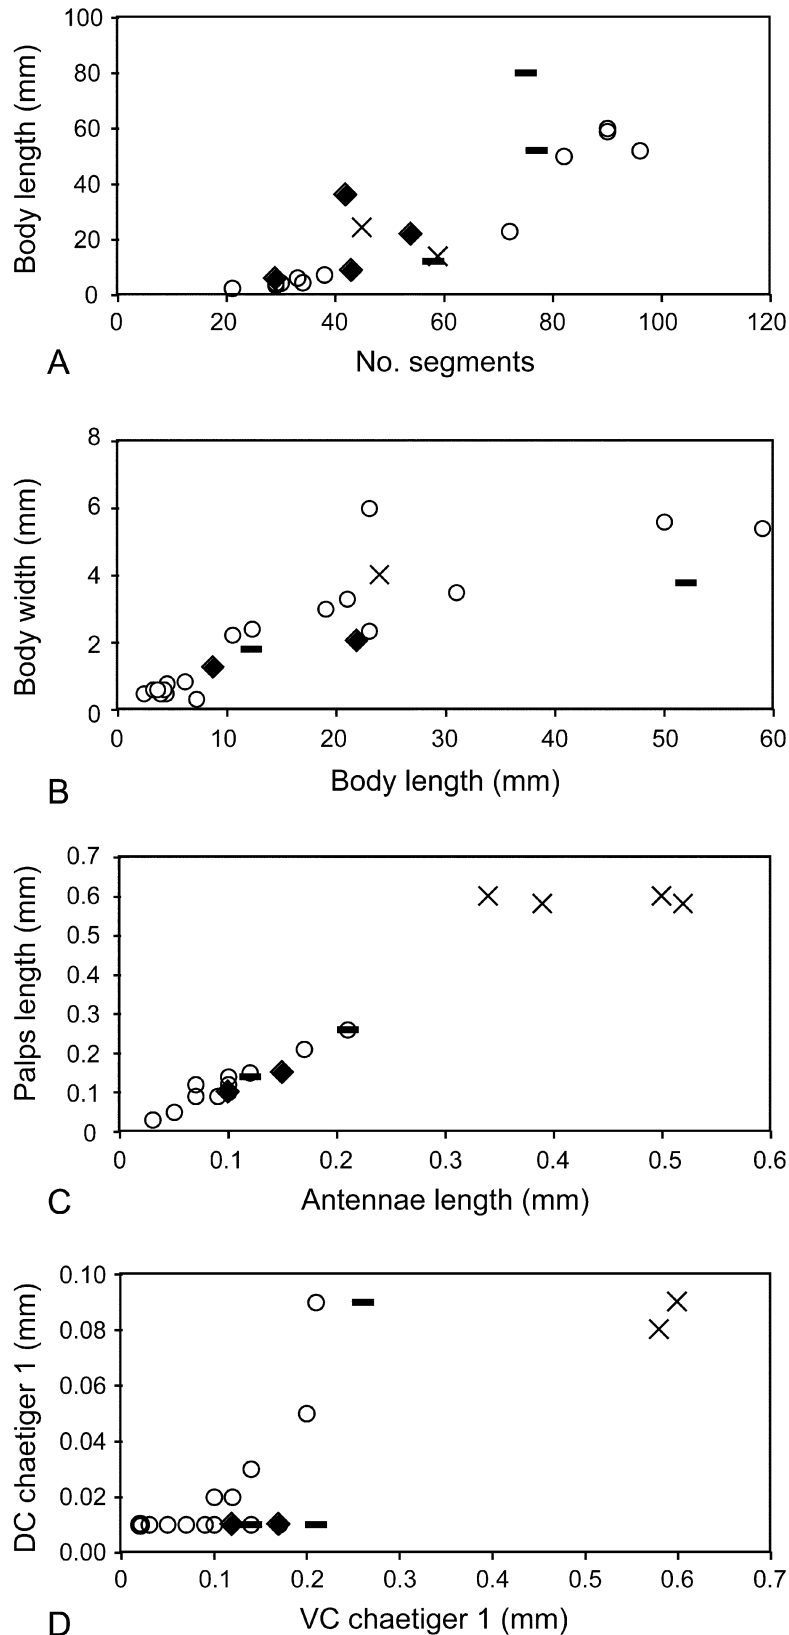 100
80
60
40
20
0
Body length (mm)
0 20 40 60 80 100 120
A No. segments
8
6
4
2
0
Body width (mm)
0 10 20 30 40 50 60
B Body length (mm)
0.7
0.6
0.5
0.4
0.3
0.2
0.1
0
Palps length (mm)
0 0.1 0.2 0.3 0.4 0.5 0.6
C Antennae length (mm)
0.10
0.08
0.06
0.04
0.02
0.00
DC chaetiger 1 (mm)
0 0.1 0.2 0.3 0.4 0.5 0.6 0.7
D VC chaetiger 1 (mm)